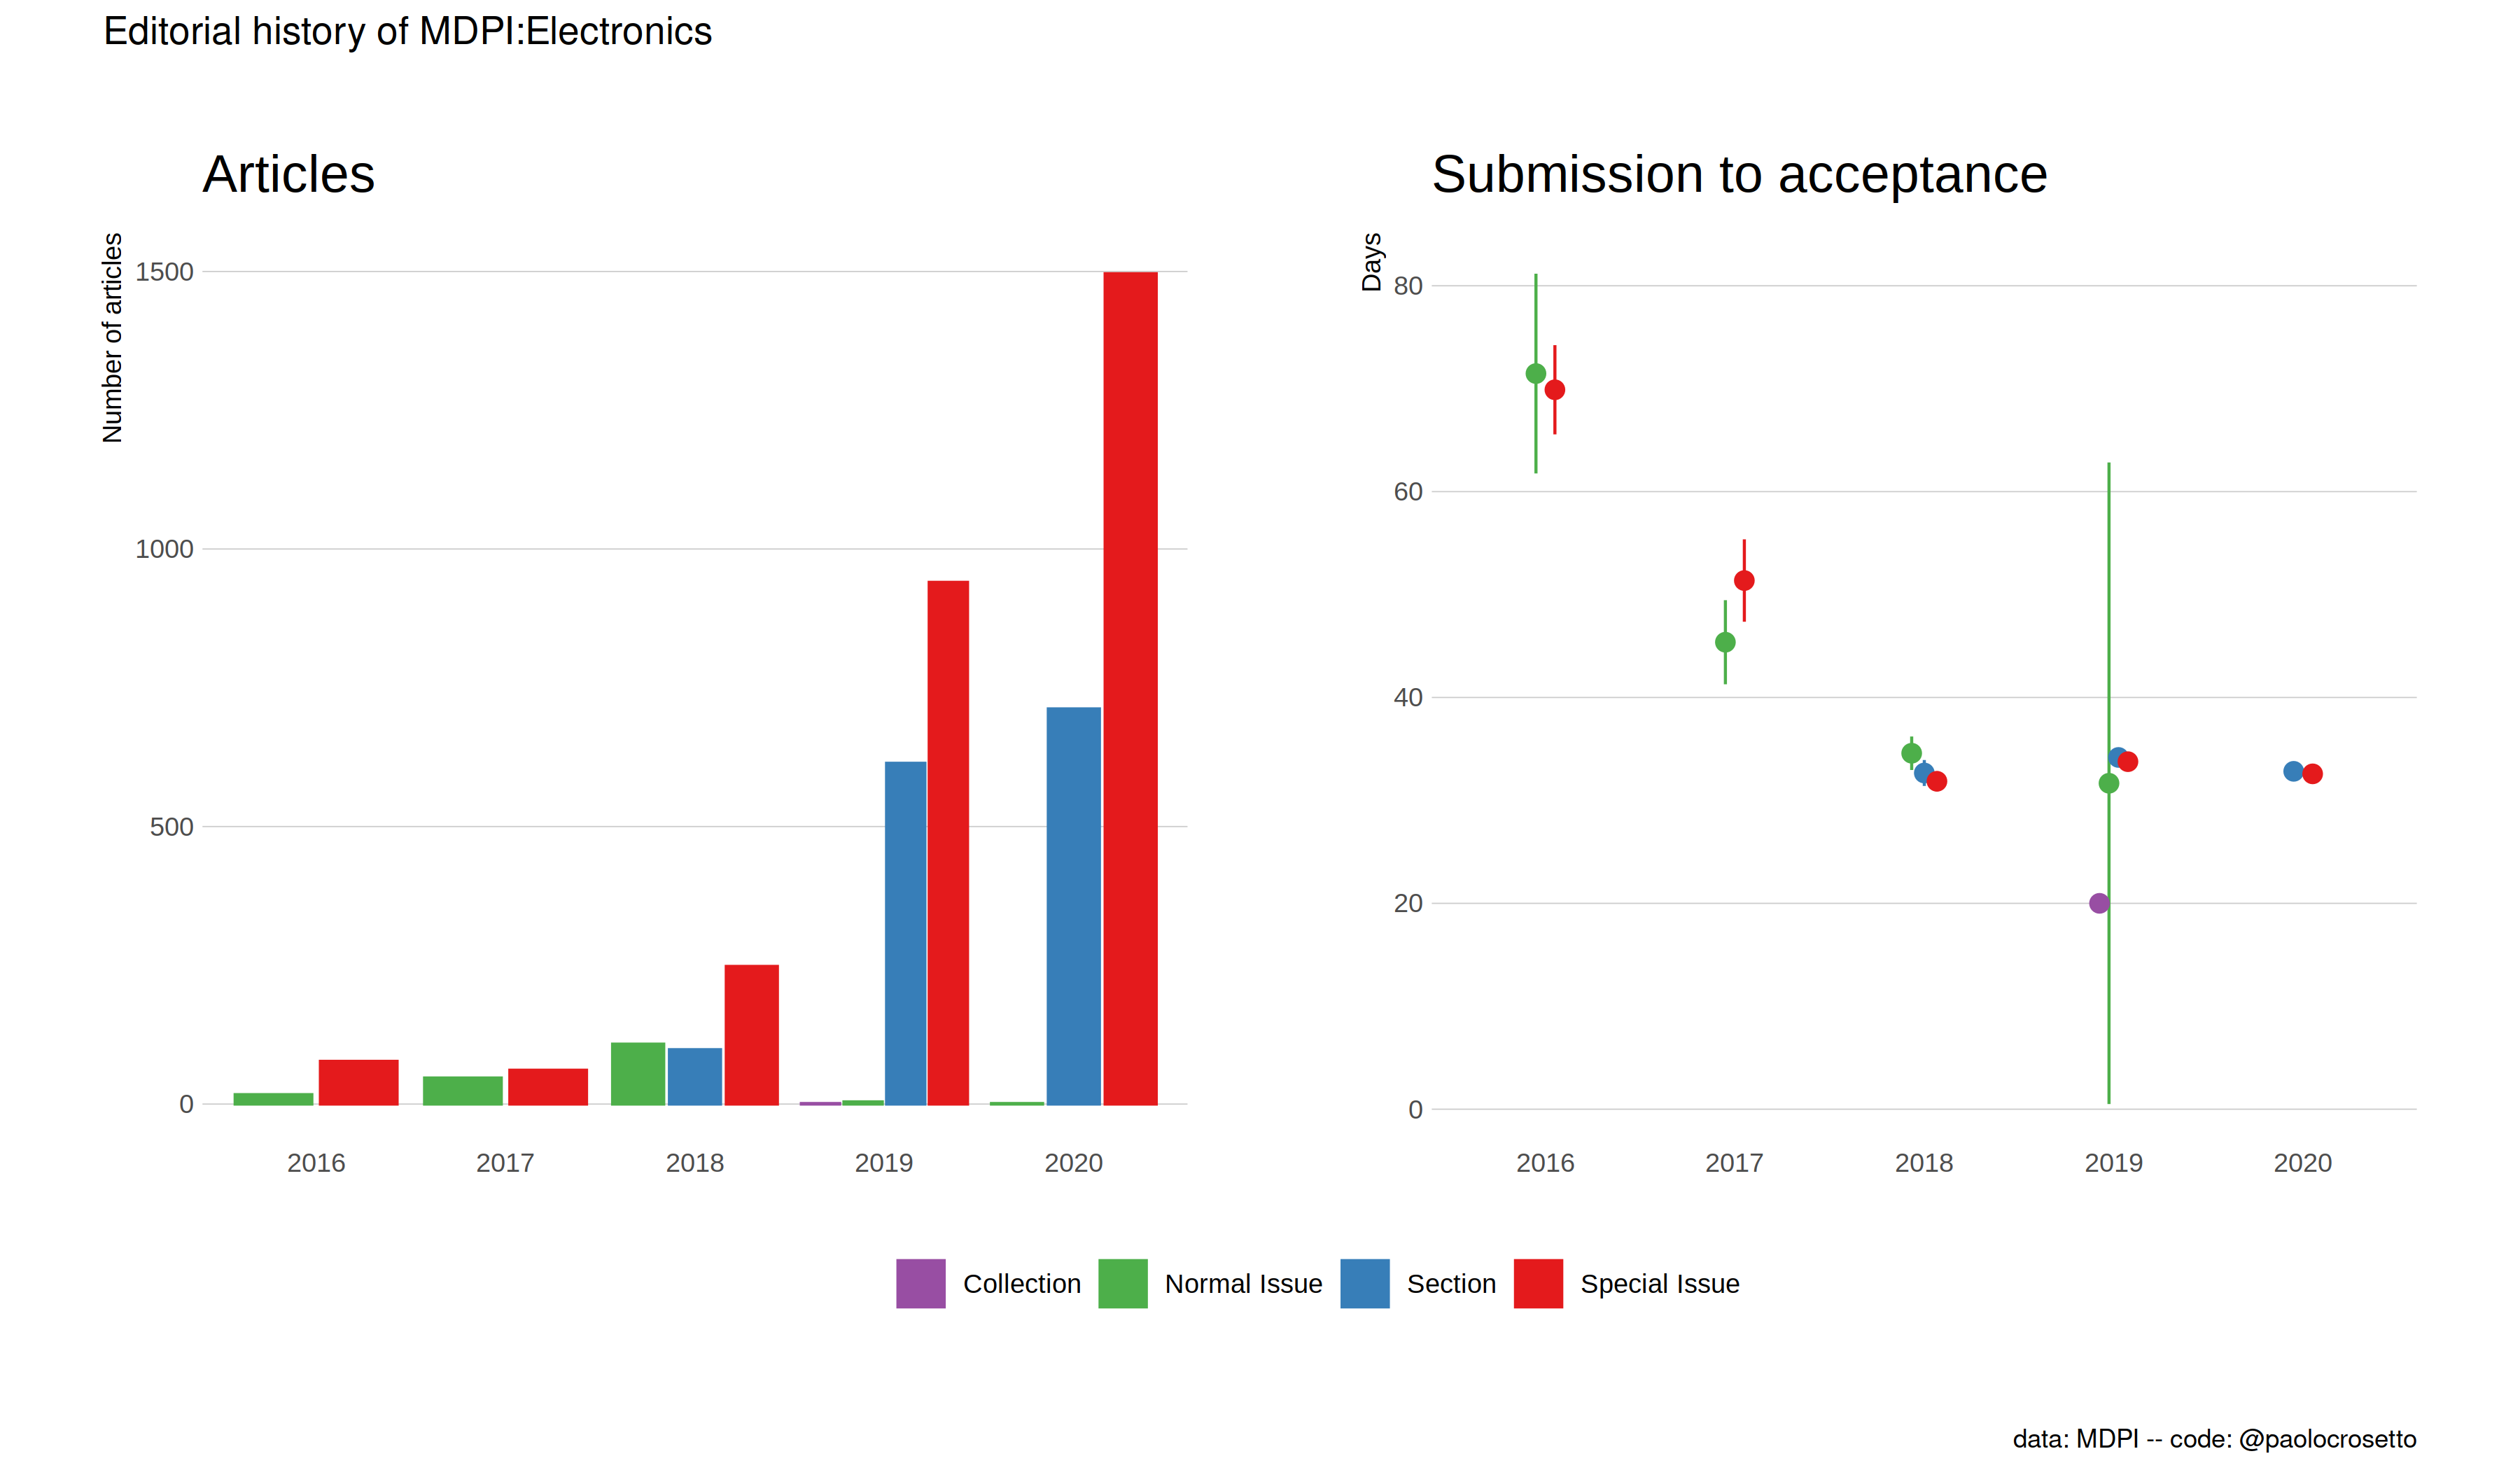 Editorial history of MDPI:Electronics
Articles
Number of articles
1500
1000
500
0
2016 2017 2018 2019 2020
Submission to acceptance
Days
80
60
40
20
0
2016 2017 2018 2019 2020
Collection Normal Issue Section Special Issue
data: MDPI -- code: @paolocrosetto